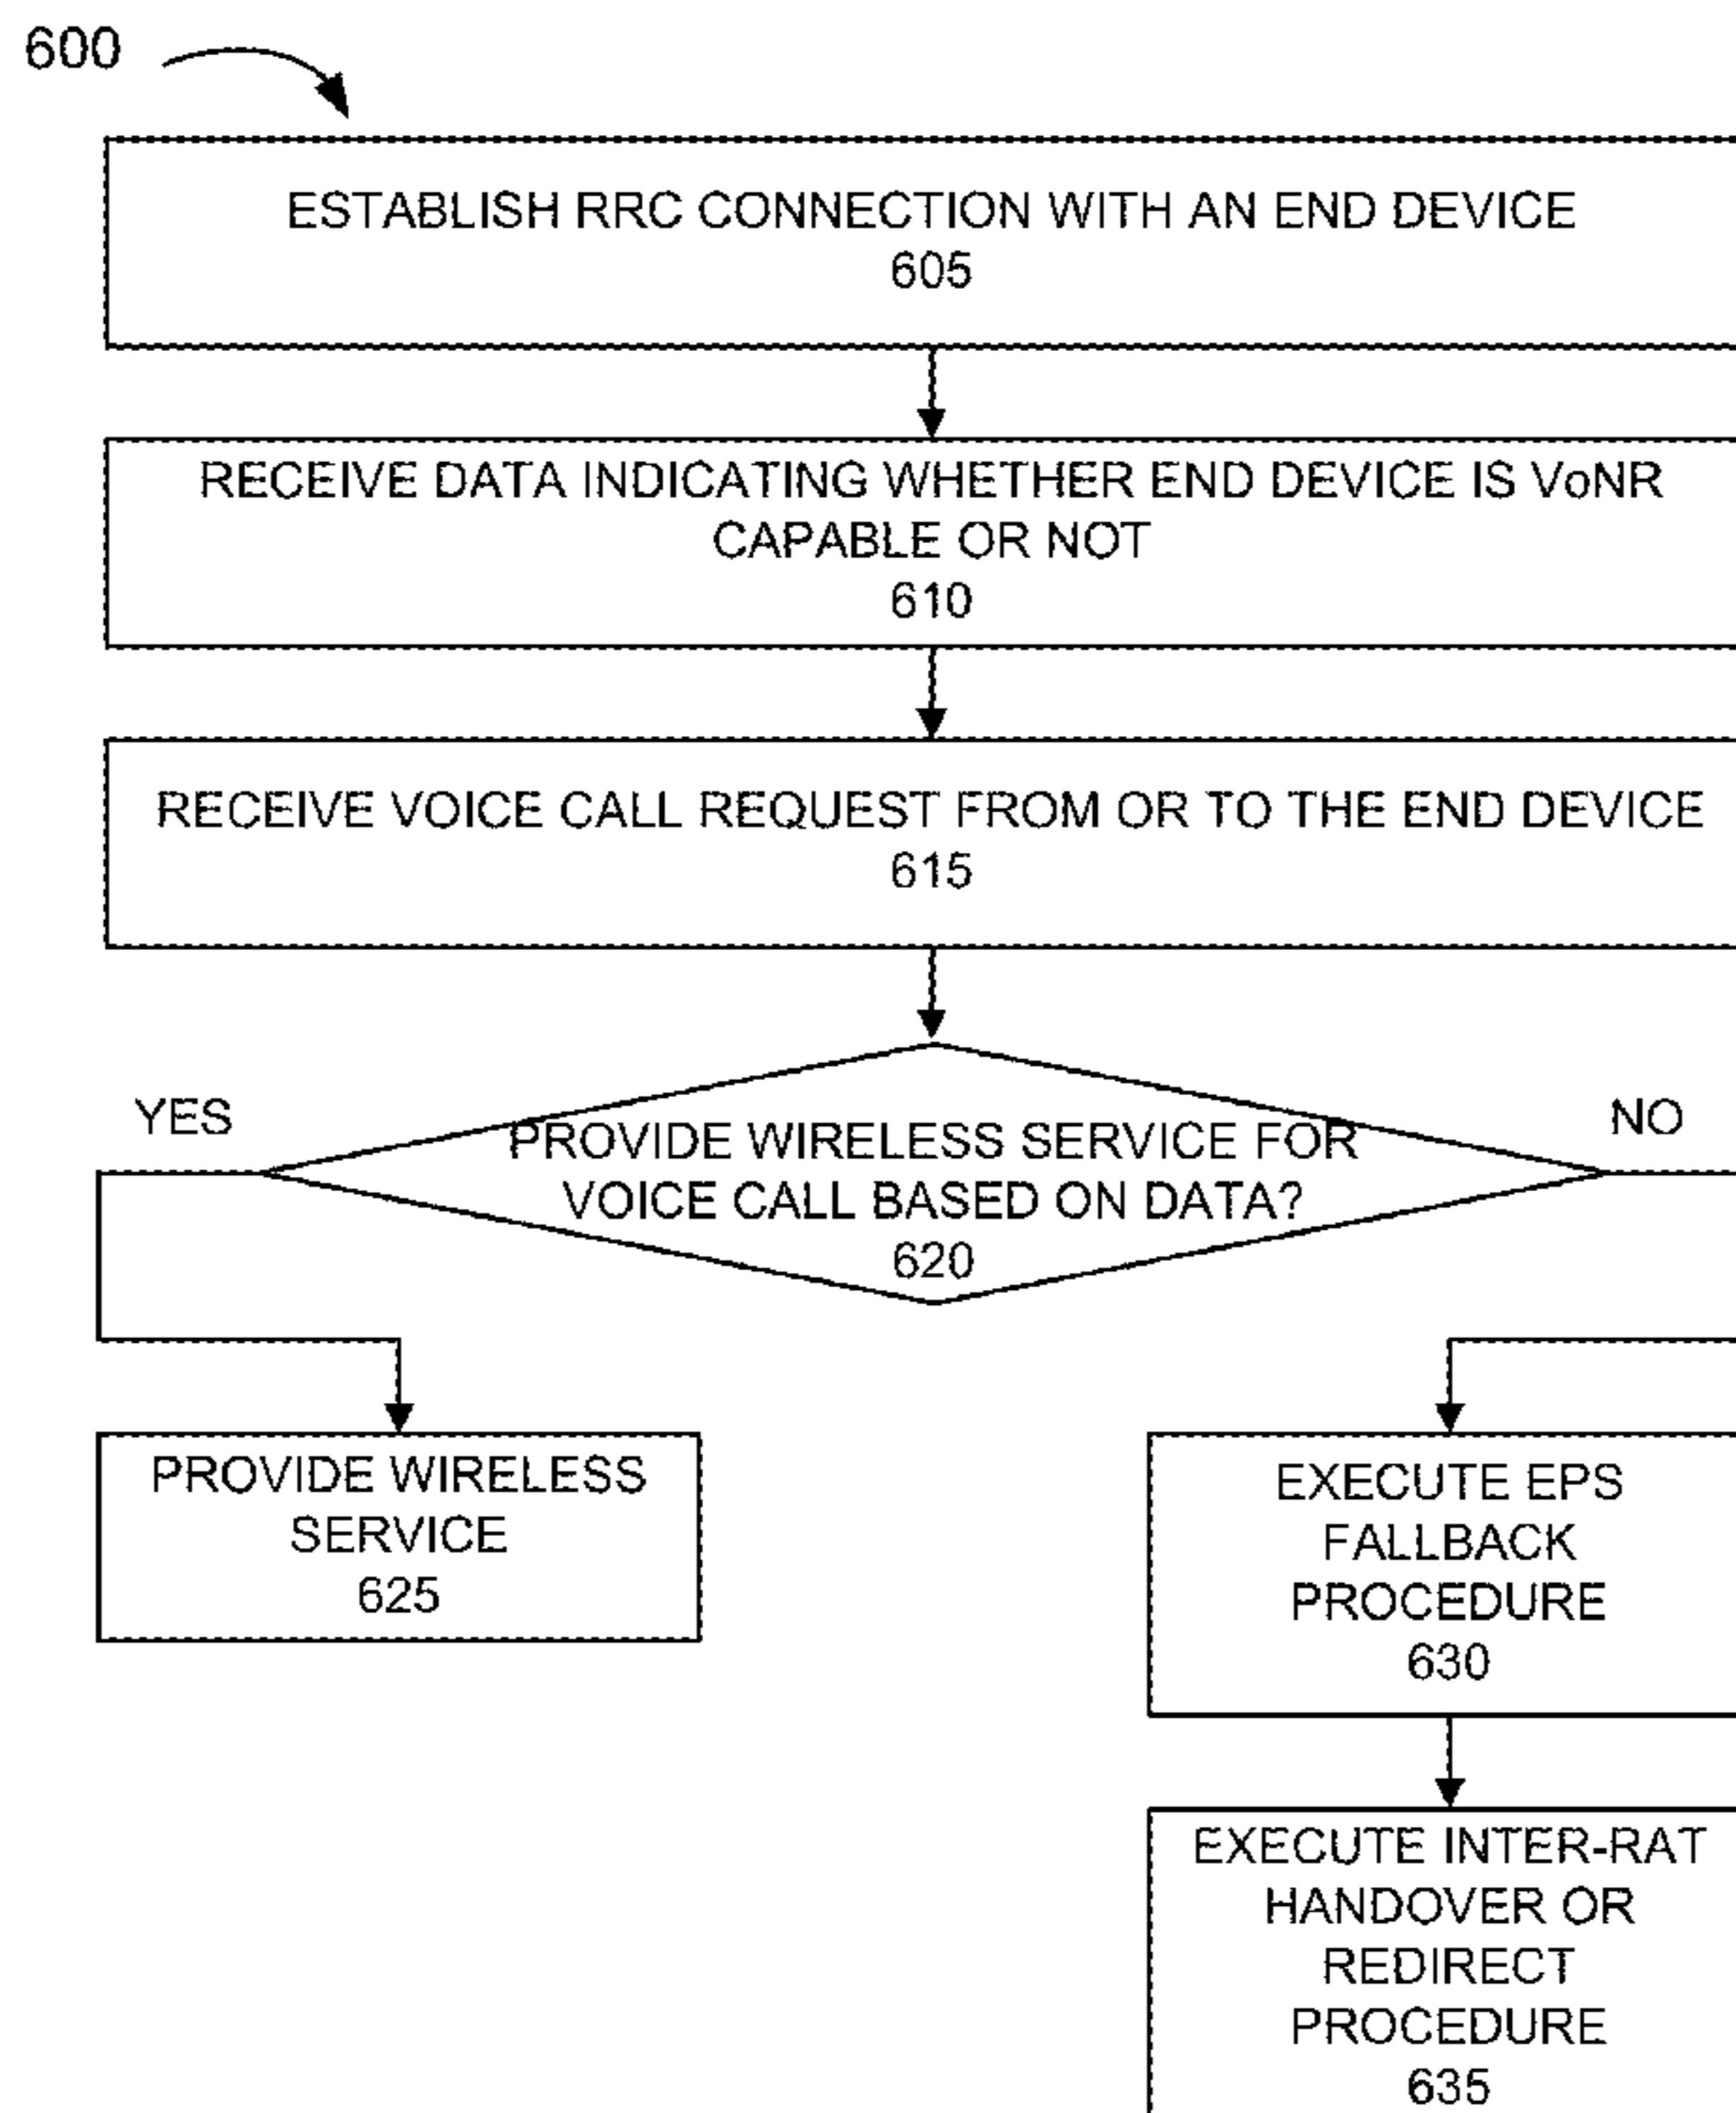 600
ESTABLISH RRC CONNECTION WITH AN END DEVICE
605
RECEIVE DATA INDICATING WHETHER END DEVICE IS VoNR
CAPABLE OR NOT
610
RECEIVE VOICE CALL REQUEST FROM OR TO THE END DEVICE
615
YES
NO
PROVIDE WIRELESS SERVICE FOR
VOICE CALL BASED ON DATA?
620
PROVIDE WIRELESS
SERVICE
625
EXECUTE EPS
FALLBACK
PROCEDURE
630
EXECUTE INTER-RAT
HANDOVER OR
REDIRECT
PROCEDURE
635